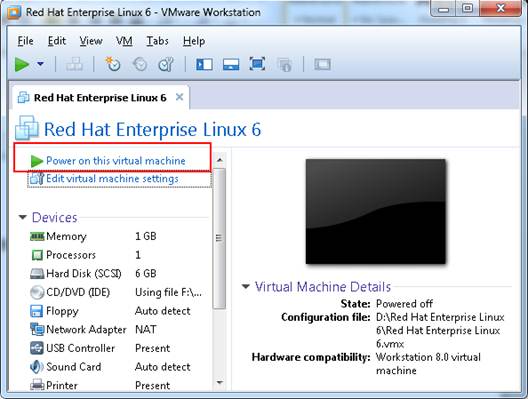 Red Hat Enterprise Linux 6 - VMware Workstation
File Edit View VM Tabs Help
Red Hat Enterprise Linux 6
Red Hat Enterprise Linux 6
Power on this virtual machine
Edit virtual machine settings
Devices
Memory 1 GB
Processors 1
Hard Disk (SCSI) 6 GB
CD/DVD (IDE) Using file F:\...
Floppy Auto detect
Network Adapter NAT
USB Controller Present
Sound Card Auto detect
Printer Present
Virtual Machine Details
State: Powered off
Configuration file: D:\Red Hat Enterprise Linux
6\Red Hat Enterprise Linux
6.vmx
Hardware compatibility: Workstation 8.0 virtual
machine